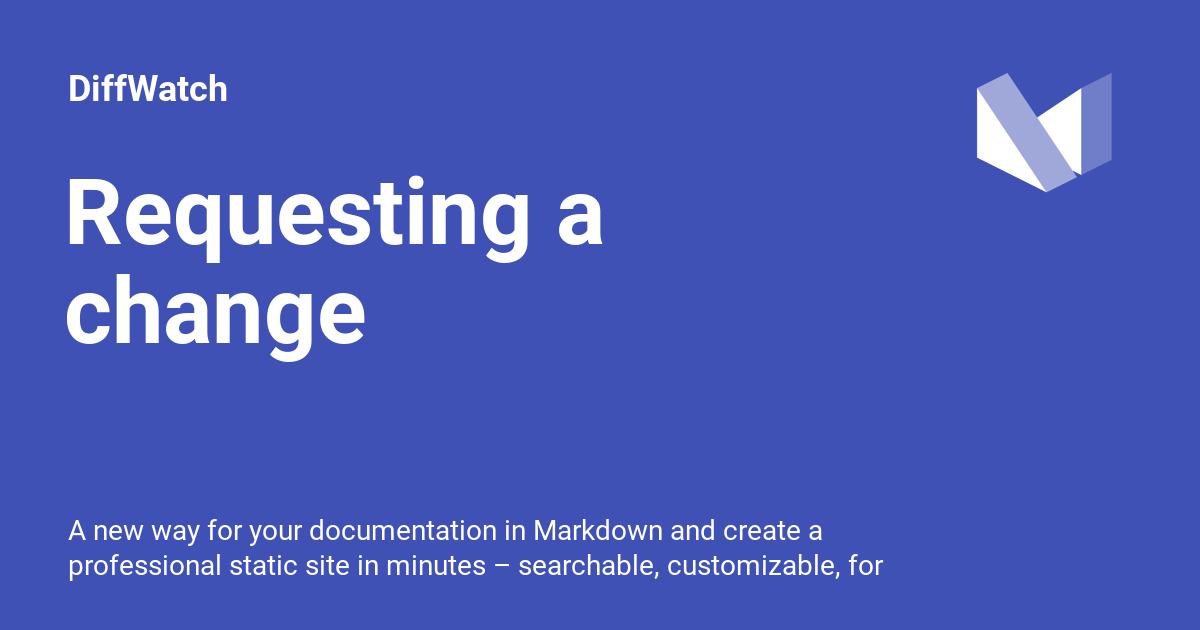 DiffWatch
Requesting a
change
A new way for your documentation in Markdown and create a
professional static site in minutes – searchable, customizable, for